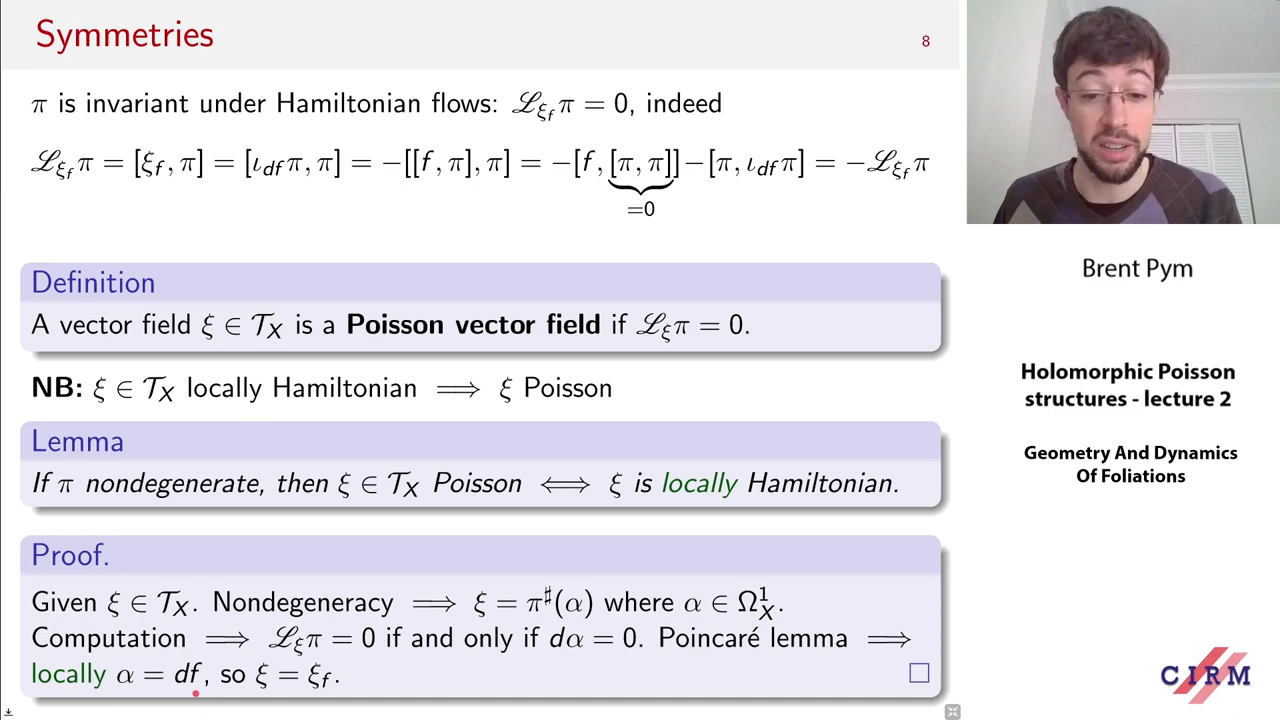 Symmetries
8
π is invariant under Hamiltonian flows: ℒ_{ξ_f}π = 0, indeed
ℒ_{ξ_f}π = [ξ_f, π] = [ι_{df}π, π] = −[[f, π], π] = −[f, [π, π]]−[π, ι_{df}π] = −ℒ_{ξ_f}π
=0
Definition
A vector field ξ ∈ 𝒯_X is a Poisson vector field if ℒ_ξπ = 0.
NB: ξ ∈ 𝒯_X locally Hamiltonian ⟹ ξ Poisson
Lemma
If π nondegenerate, then ξ ∈ 𝒯_X Poisson ⟺ ξ is locally Hamiltonian.
Proof.
Given ξ ∈ 𝒯_X. Nondegeneracy ⟹ ξ = π^♯(α) where α ∈ Ω^1_X.
Computation ⟹ ℒ_ξπ = 0 if and only if dα = 0. Poincaré lemma ⟹
locally α = df, so ξ = ξ_f. □
Brent Pym
Holomorphic Poisson
structures - lecture 2
Geometry And Dynamics
Of Foliations
CIRM